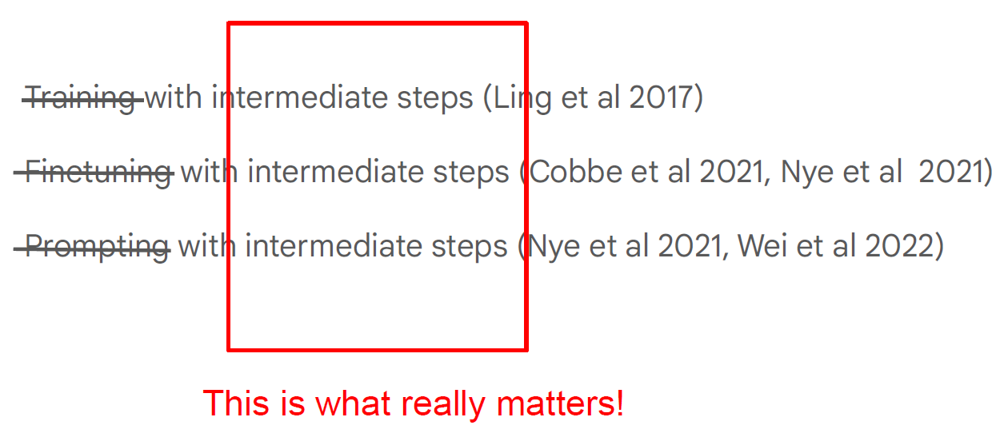 Training with intermediate steps (Ling et al 2017)
Finetuning with intermediate steps (Cobbe et al 2021, Nye et al 2021)
Prompting with intermediate steps (Nye et al 2021, Wei et al 2022)
This is what really matters!